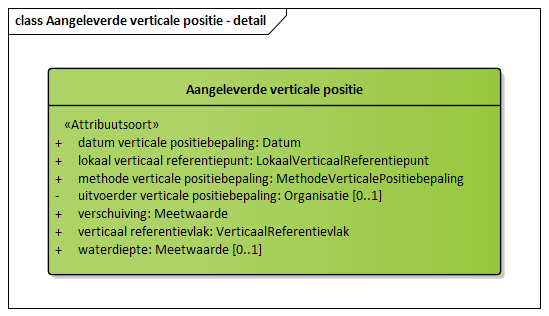 class Aangeleverde verticale positie - detail
Aangeleverde verticale positie
«Attribuutsoort»
+ datum verticale positiebepaling: Datum
+ lokaal verticaal referentiepunt: LokaalVerticaalReferentiepunt
+ methode verticale positiebepaling: MethodeVerticalePositiebepaling
- uitvoerder verticale positiebepaling: Organisatie [0..1]
+ verschuiving: Meetwaarde
+ verticaal referentievlak: VerticaalReferentievlak
+ waterdiepte: Meetwaarde [0..1]